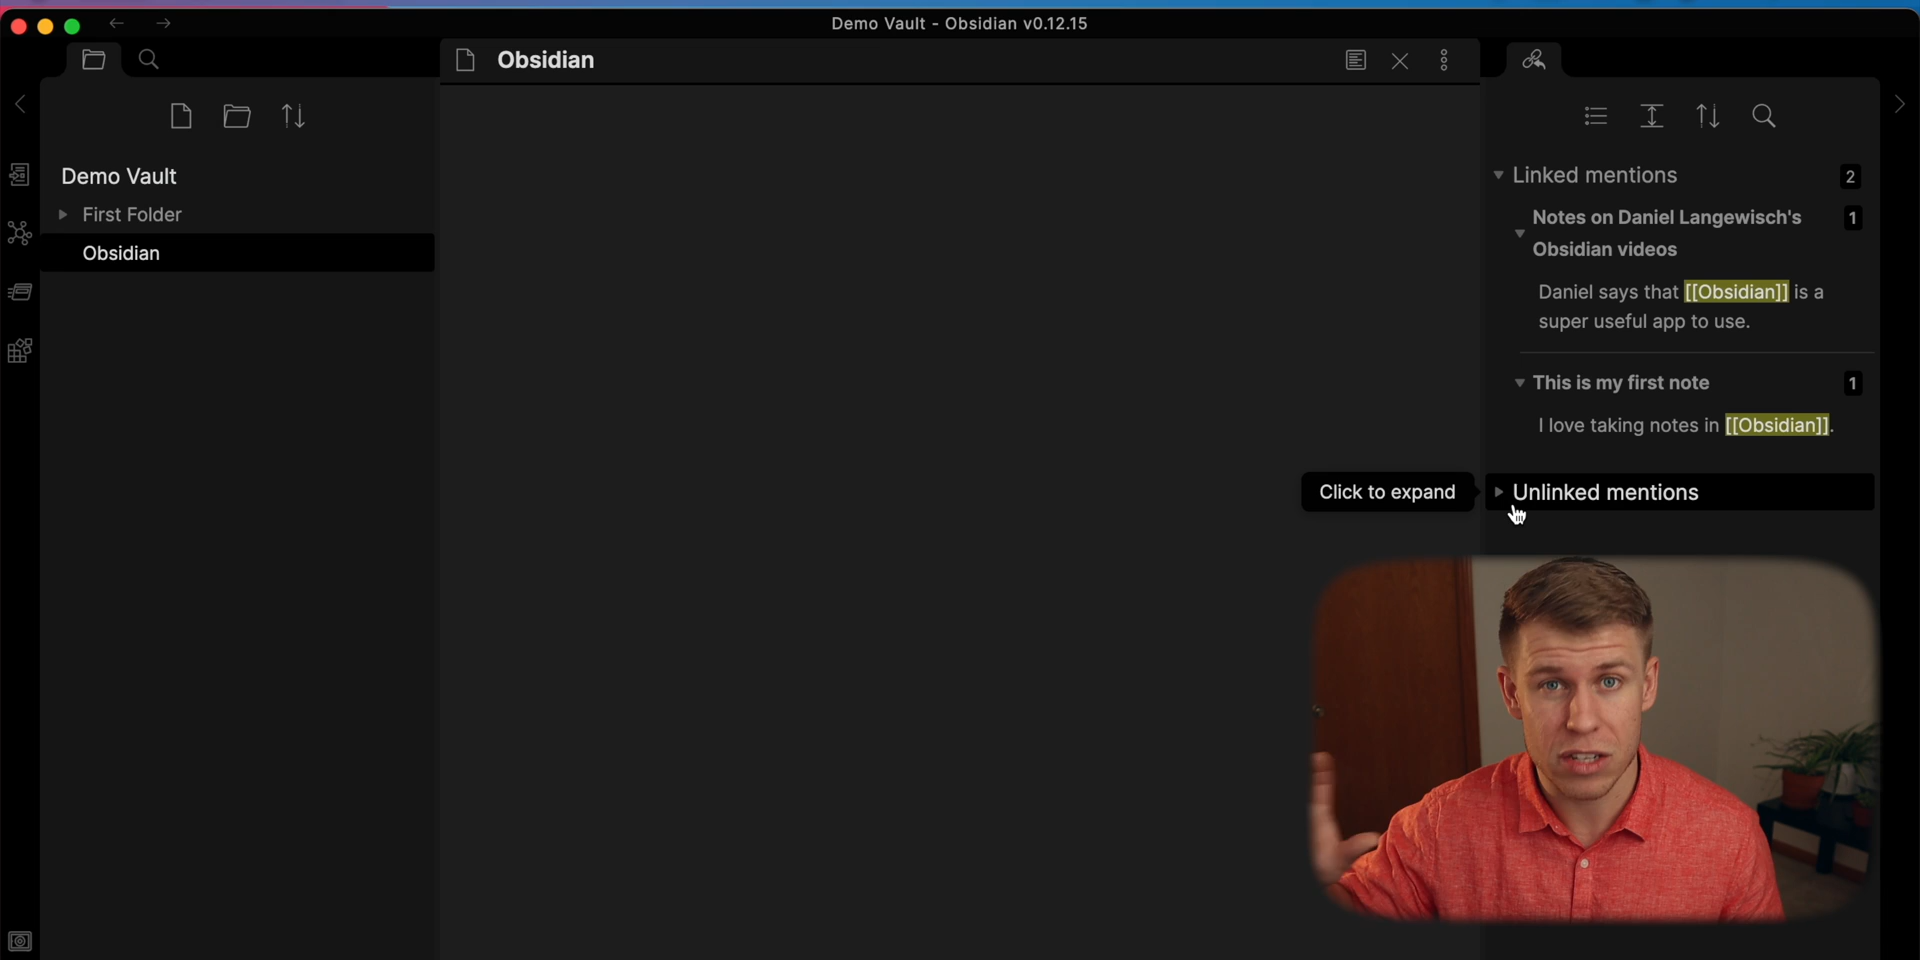 Demo Vault - Obsidian v0.12.15
Obsidian
Demo Vault
First Folder
Obsidian
Linked mentions 2
Notes on Daniel Langewisch's 1
Obsidian videos
Daniel says that [[Obsidian]] is a
super useful app to use.
This is my first note 1
I love taking notes in [[Obsidian]].
Click to expand
Unlinked mentions